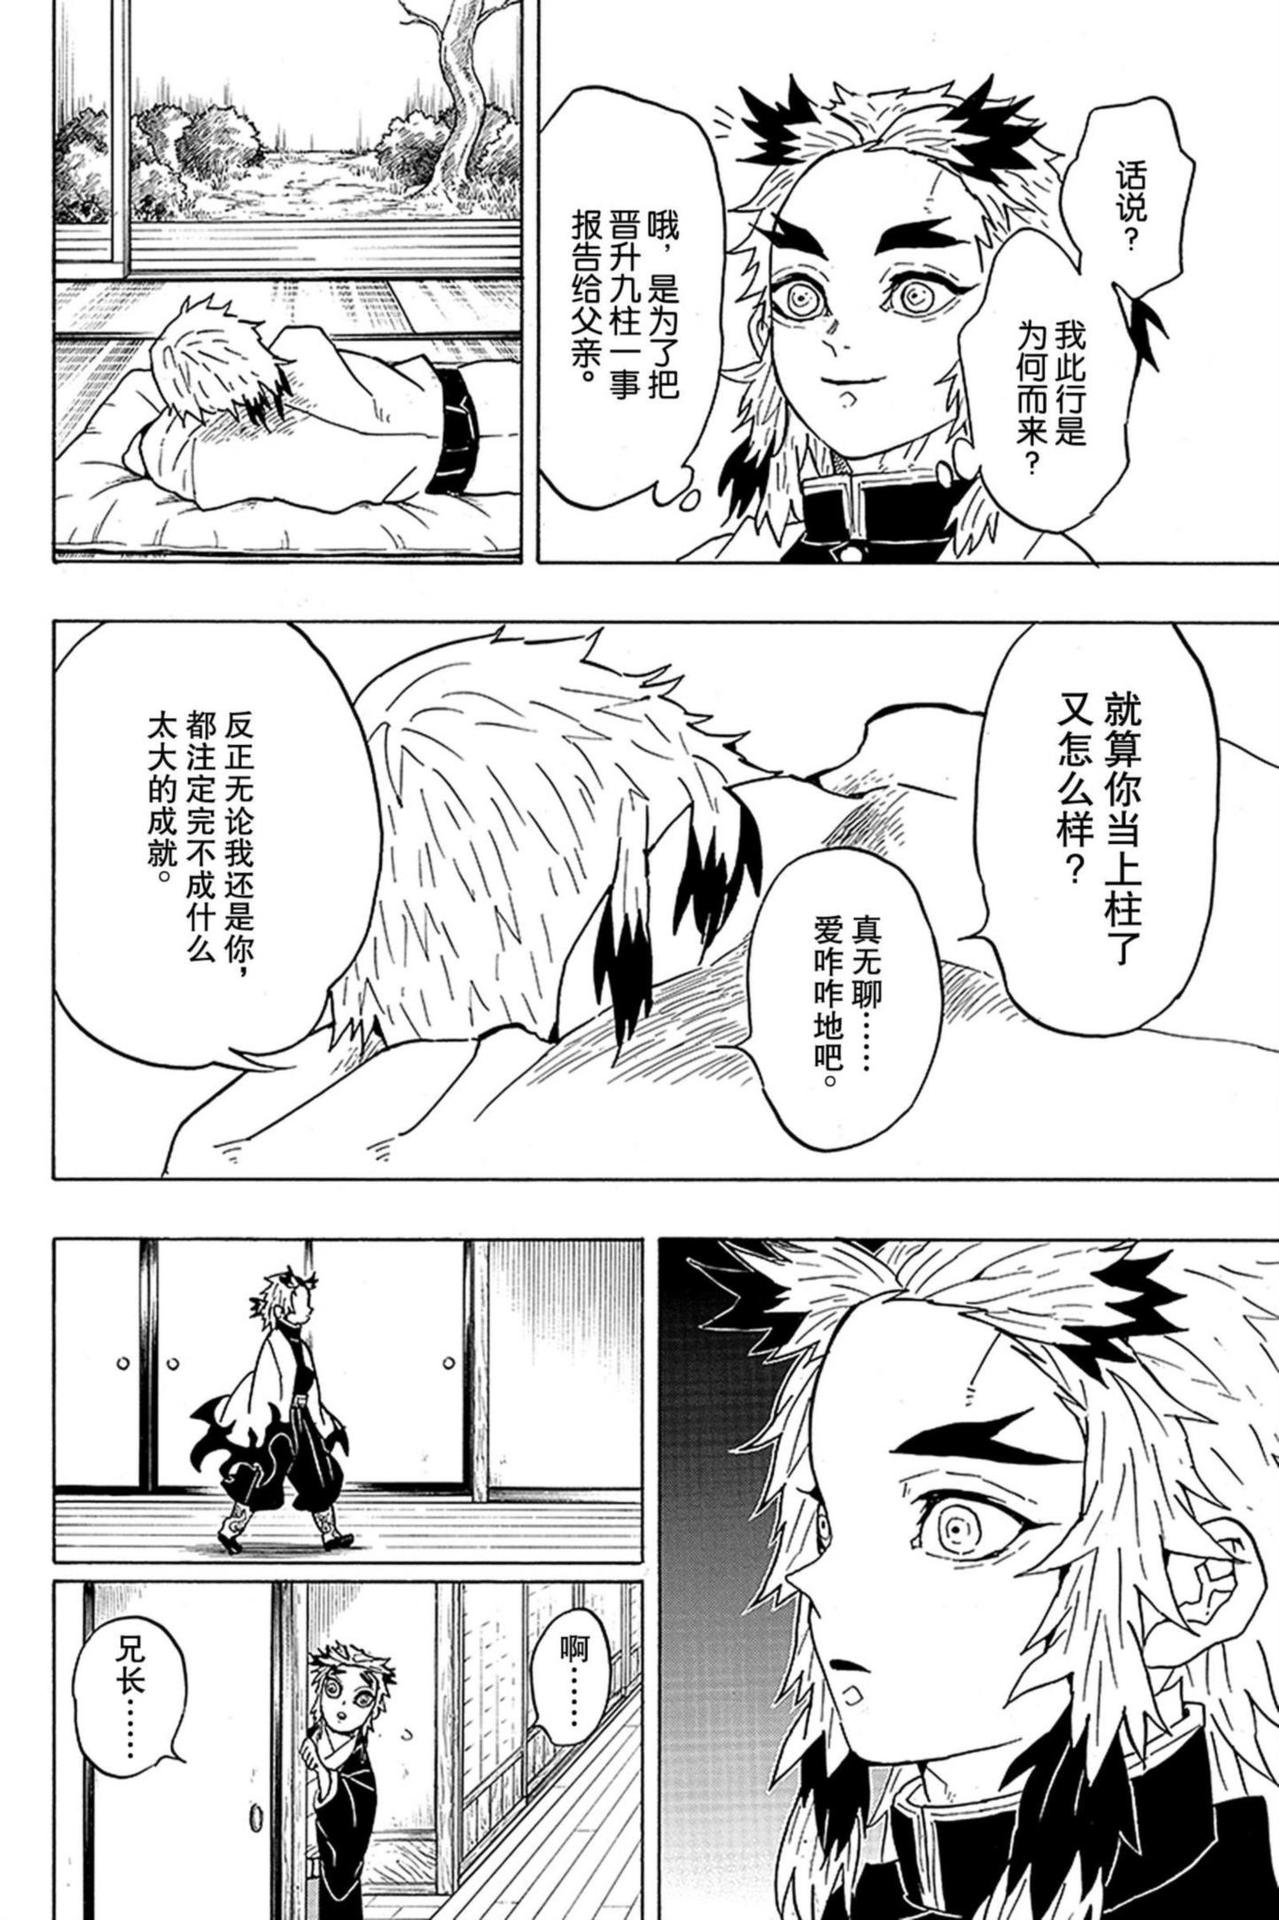 话说？
我此行是
为何而来？
哦，是为了把
晋升九柱一事
报告给父亲。
就算你当上柱了
又怎么样？
真无聊……
爱咋咋地吧。
反正无论我还是你，
都注定完不成什么
太大的成就。
啊……
兄长……